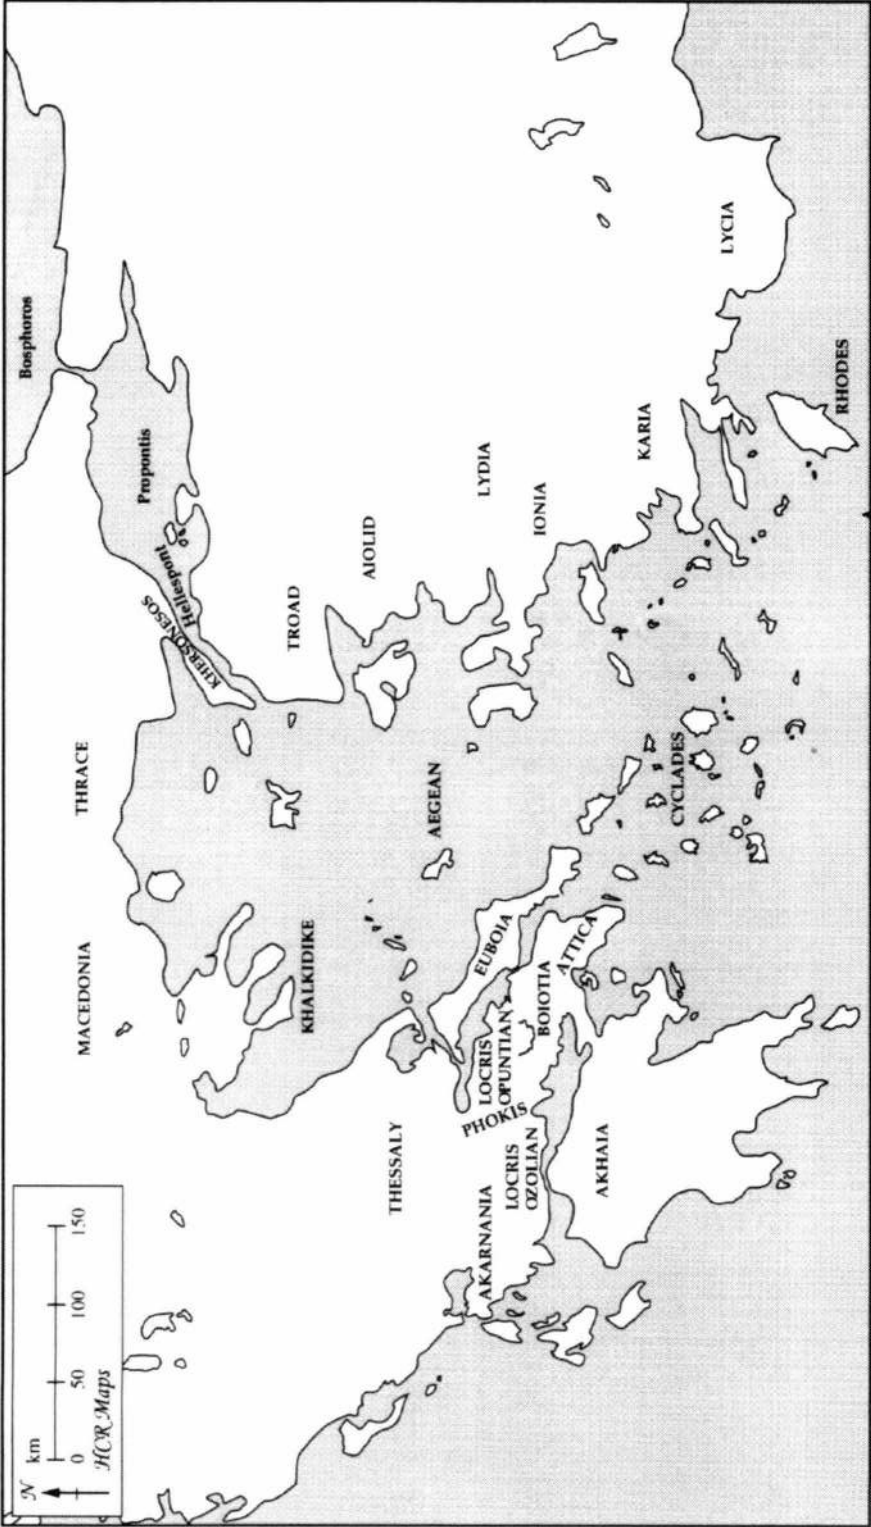 N
km
0 50 100 150
HCR Maps
Bosphoros
Propontis
Hellespont
KHERSONESOS
THRACE
MACEDONIA
KHALKIDIKE
TROAD
AIOLID
LYDIA
IONIA
KARIA
LYCIA
RHODES
AEGEAN
CYCLADES
THESSALY
EUBOIA
ATTICA
BOIOTIA
LOCRIS
OPUNTIAN
PHOKIS
LOCRIS
OZOLIAN
AKARNANIA
AKHAIA